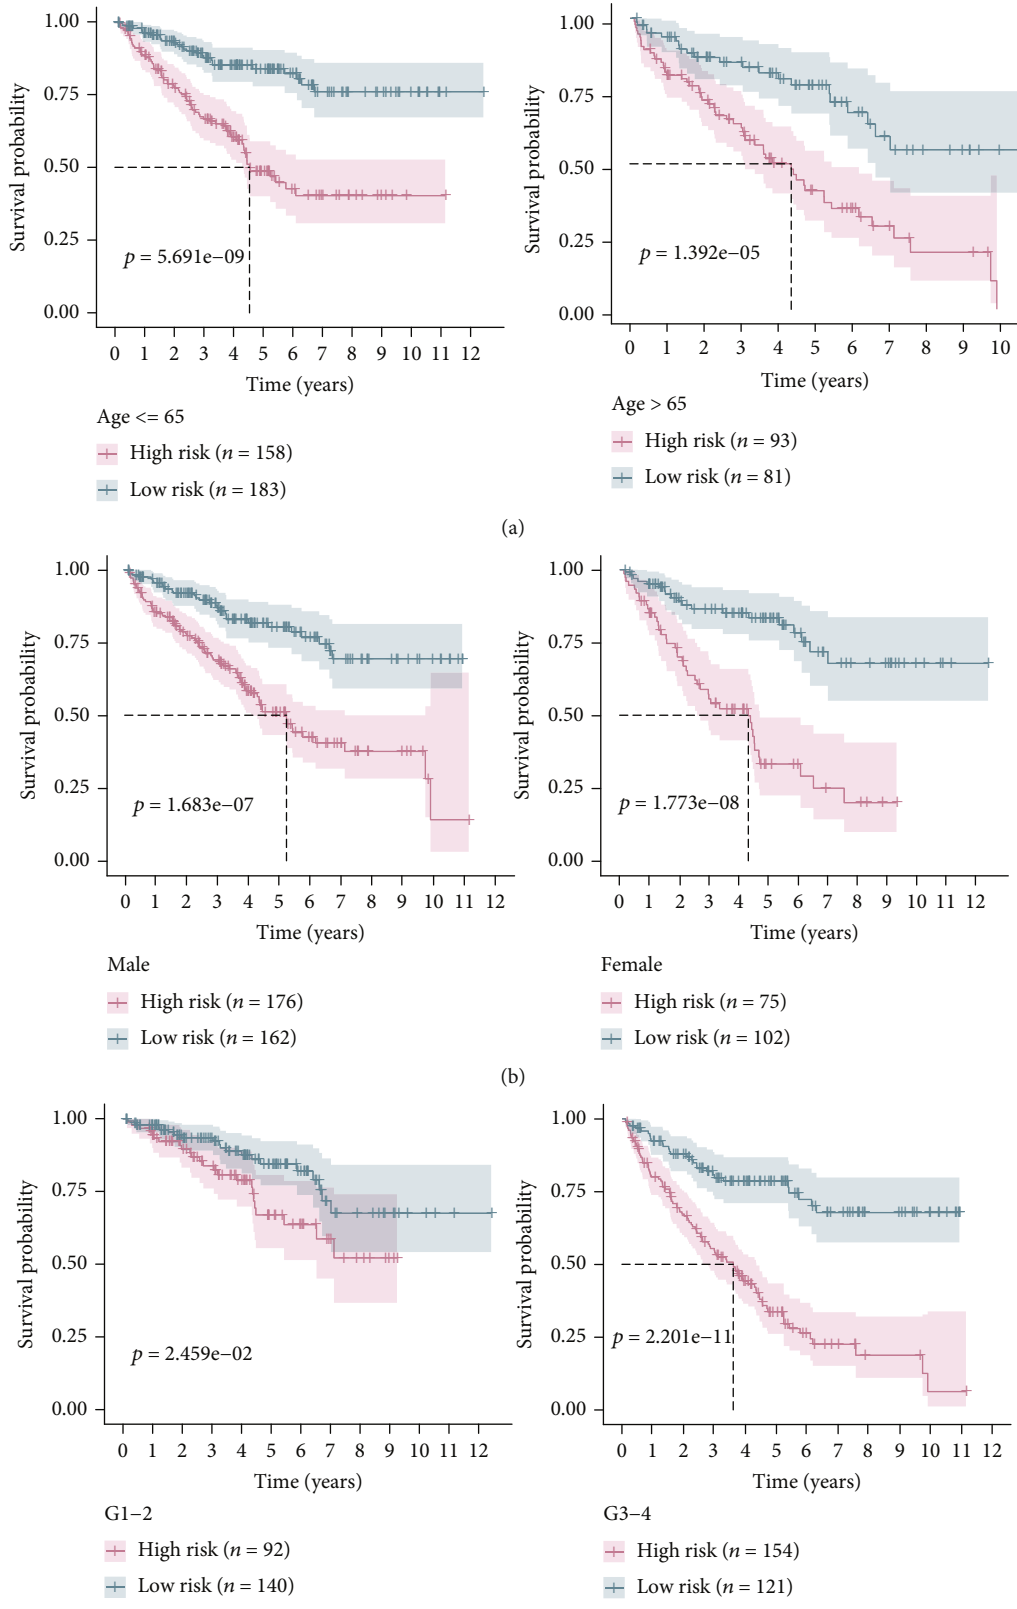 Survival probability
1.00
0.75
0.50
0.25
0.00
p = 5.691e−09
0 1 2 3 4 5 6 7 8 9 10 11 12
Time (years)
Age <= 65
High risk (n = 158)
Low risk (n = 183)
Survival probability
1.00
0.75
0.50
0.25
0.00
p = 1.392e−05
0 1 2 3 4 5 6 7 8 9 10
Time (years)
Age > 65
High risk (n = 93)
Low risk (n = 81)
(a)
Survival probability
1.00
0.75
0.50
0.25
0.00
p = 1.683e−07
0 1 2 3 4 5 6 7 8 9 10 11 12
Time (years)
Male
High risk (n = 176)
Low risk (n = 162)
Survival probability
1.00
0.75
0.50
0.25
0.00
p = 1.773e−08
0 1 2 3 4 5 6 7 8 9 10 11 12
Time (years)
Female
High risk (n = 75)
Low risk (n = 102)
(b)
Survival probability
1.00
0.75
0.50
0.25
0.00
p = 2.459e−02
0 1 2 3 4 5 6 7 8 9 10 11 12
Time (years)
G1−2
High risk (n = 92)
Low risk (n = 140)
Survival probability
1.00
0.75
0.50
0.25
0.00
p = 2.201e−11
0 1 2 3 4 5 6 7 8 9 10 11 12
Time (years)
G3−4
High risk (n = 154)
Low risk (n = 121)